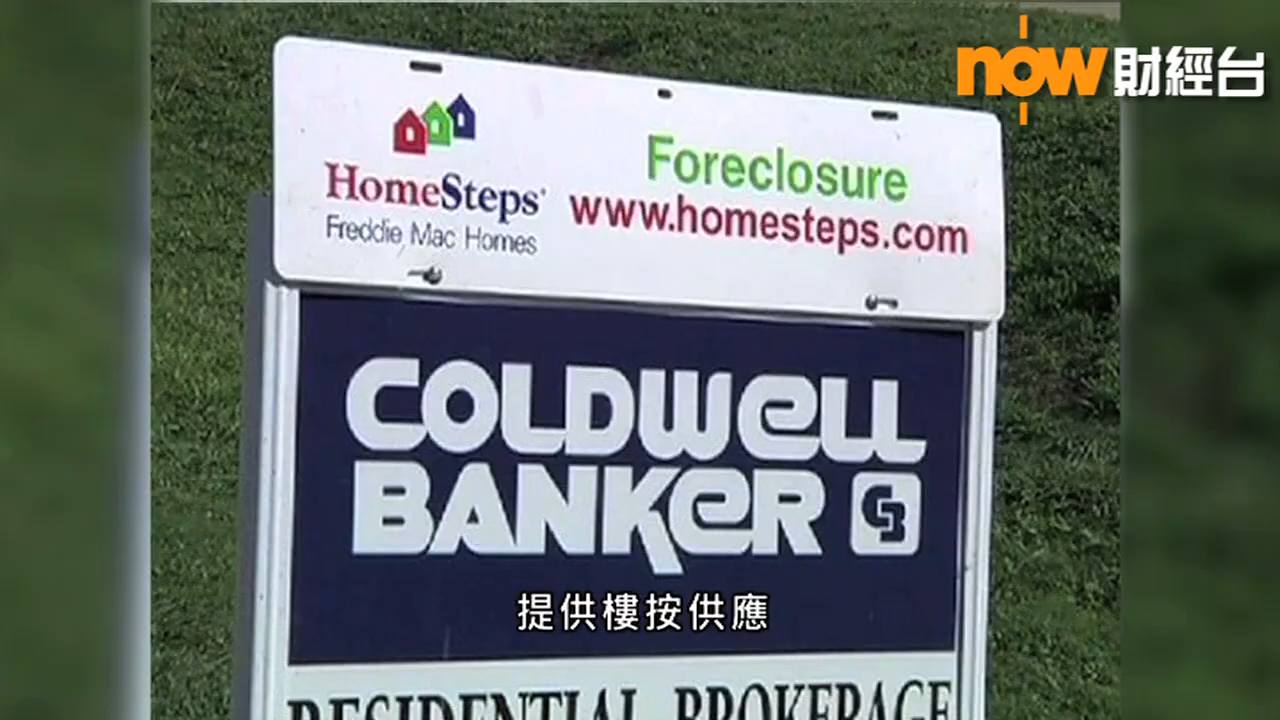 now 財經台
Foreclosure
HomeSteps
www.homesteps.com
Freddie Mac Homes
COLDWELL
BANKER CB
提供樓按供應
RESIDENTIAL BROKERAGE